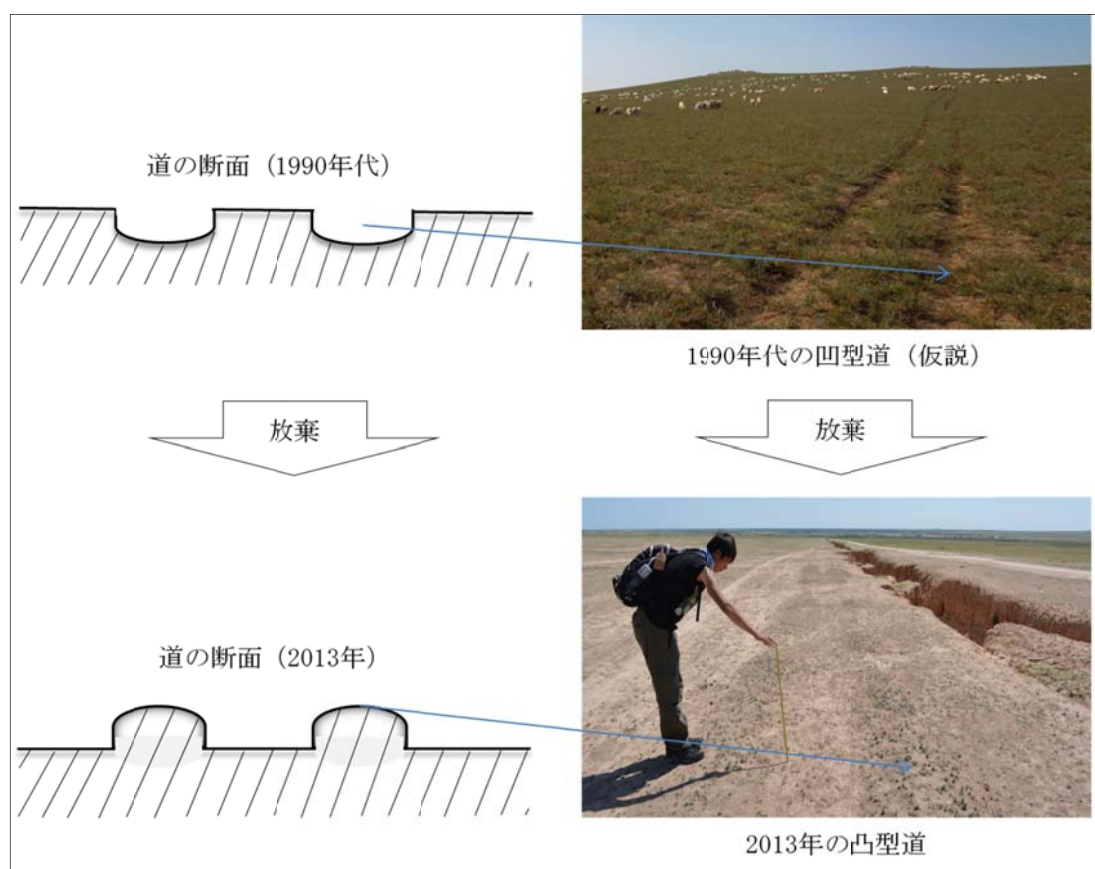 道の断面（1990年代）
1990年代の凹型道（仮説）
放棄
放棄
道の断面（2013年）
2013年の凸型道